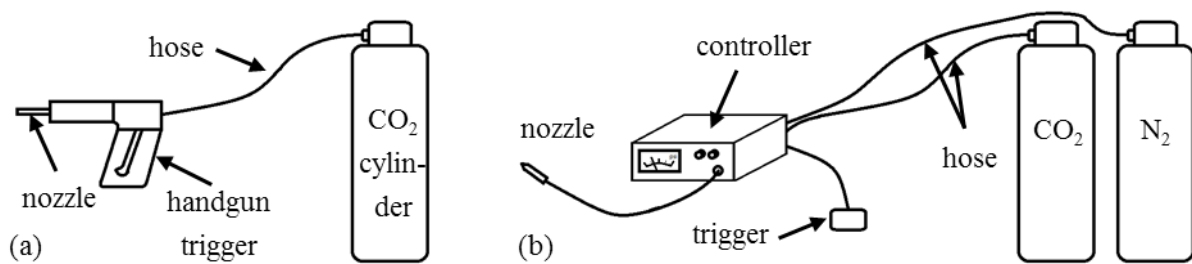 hose
CO2
cylin-
der
nozzle
handgun
trigger
(a)
controller
nozzle
hose
CO2
N2
trigger
(b)